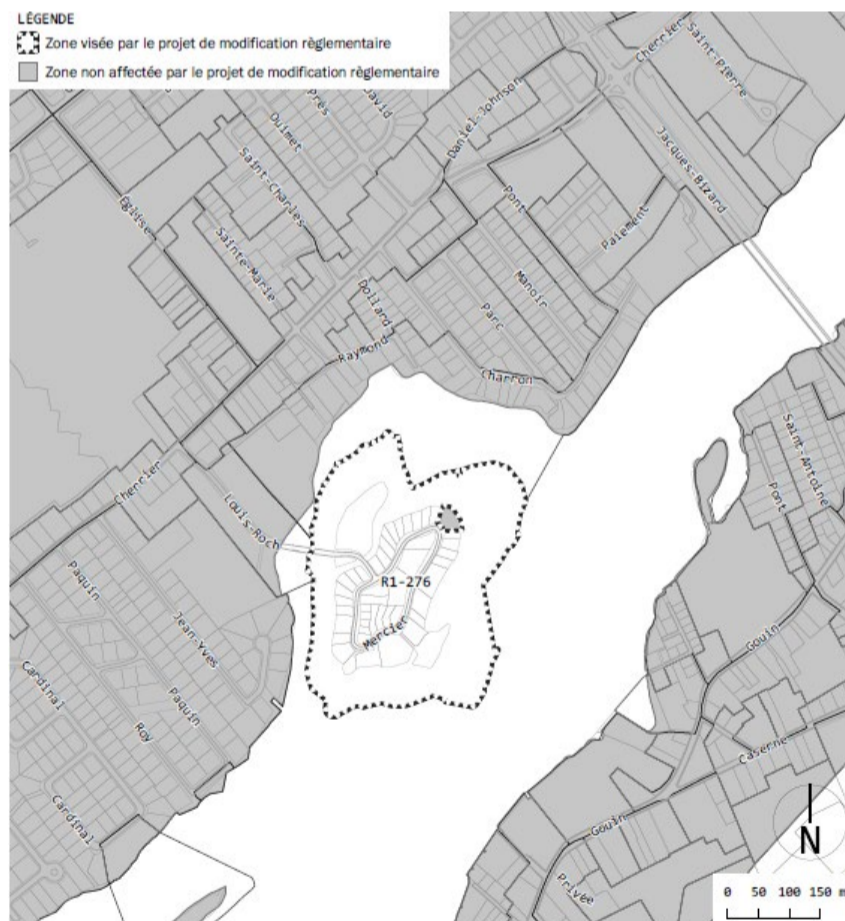 LÉGENDE
Zone visée par le projet de modification règlementaire
Zone non affectée par le projet de modification règlementaire
Cherrier
Saint-Pierre
David
Prés
Ouimet
Daniel-Johnson
Jacques-Bizard
Saint-Charles
Pont
Église
Paiement
Sainte-Marie
Manoir
Dollard
Parc
Raymond
Charron
Saint-Antoine
Cherrier
Pont
Louis-Roch
R1-276
Paquin
Mercier
Gouin
Jean-Yves
Cardinal
Paquin
Roy
Caserne
Cardinal
Gouin
N
Privée
0 50 100 150 m